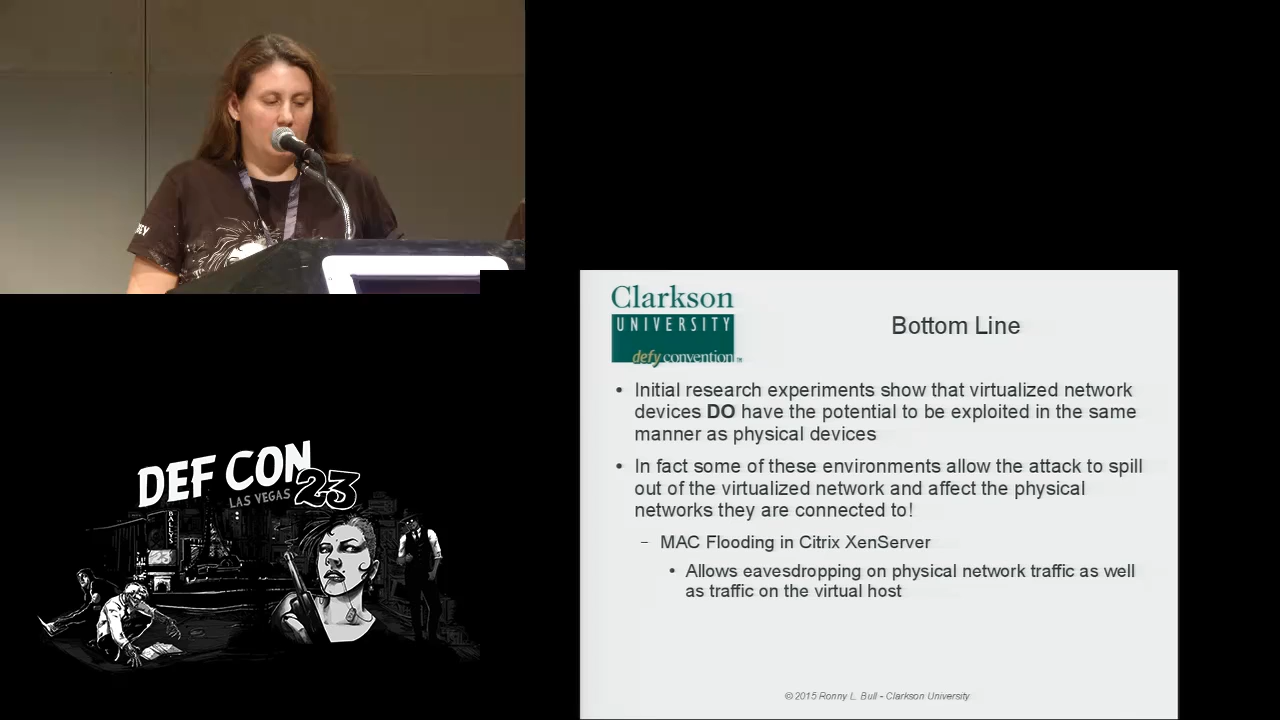 Clarkson
UNIVERSITY
defy convention
Bottom Line
• Initial research experiments show that virtualized network
devices DO have the potential to be exploited in the same
manner as physical devices
• In fact some of these environments allow the attack to spill
out of the virtualized network and affect the physical
networks they are connected to!
– MAC Flooding in Citrix XenServer
• Allows eavesdropping on physical network traffic as well
as traffic on the virtual host
© 2015 Ronny L. Bull - Clarkson University
DEF CON
LAS VEGAS 23
BALLYS